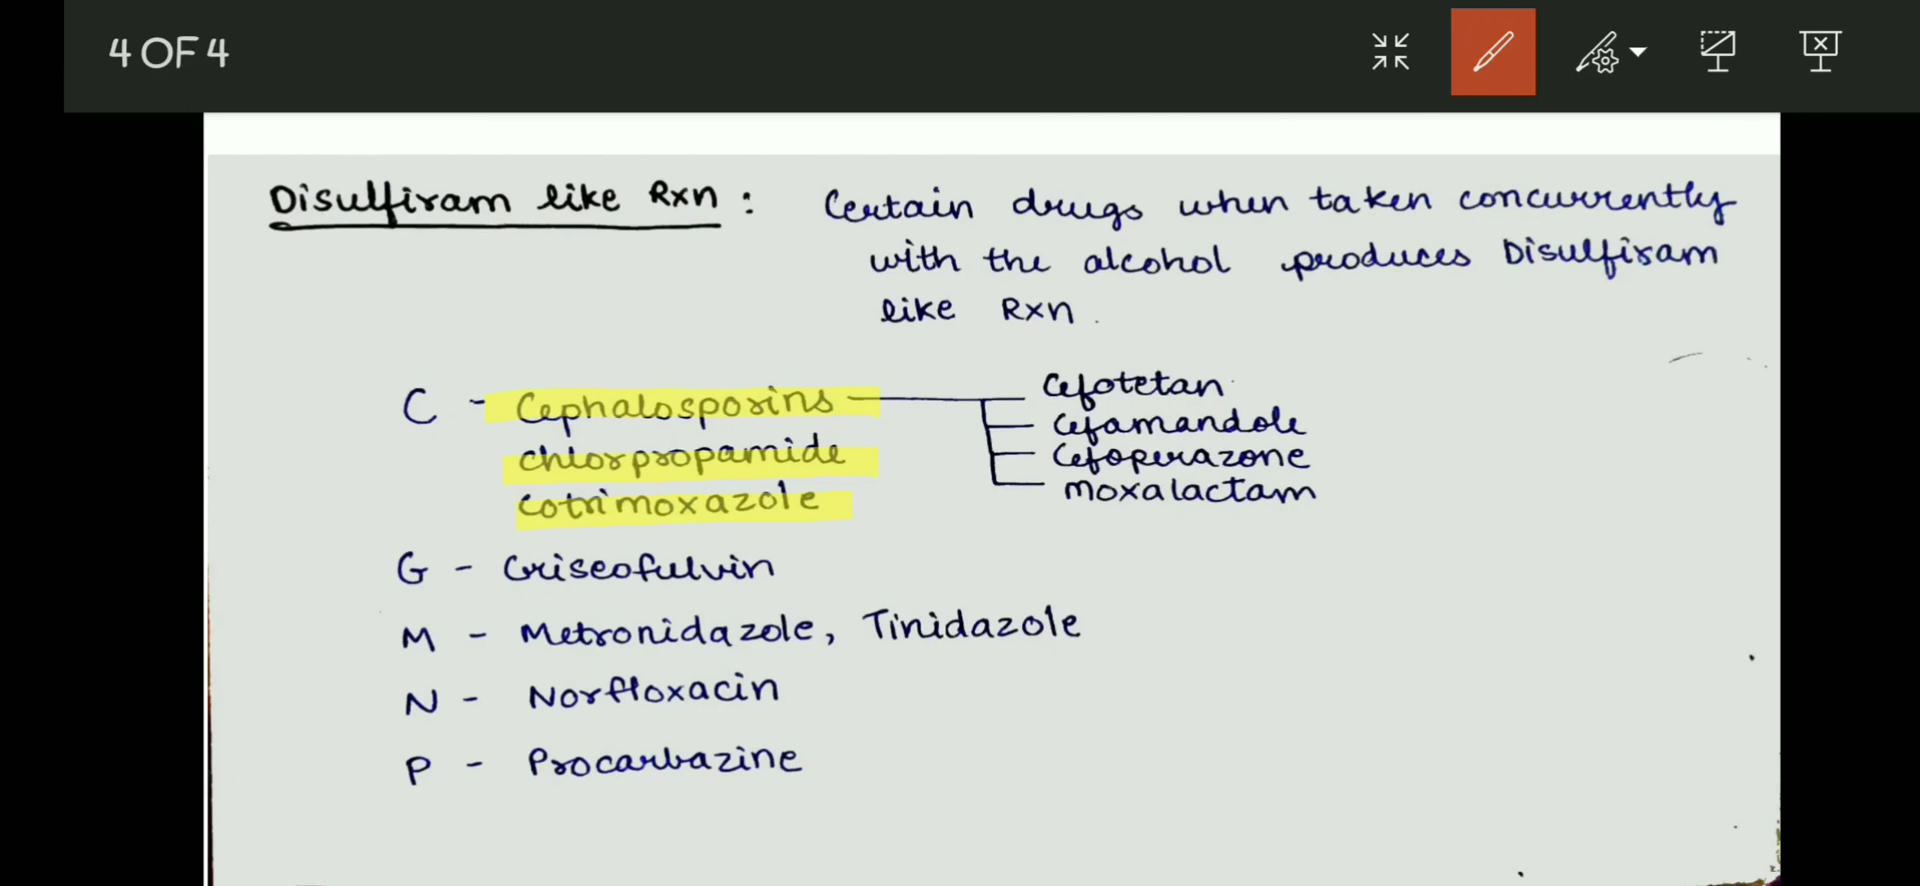 4 OF 4
Disulfiram like Rxn : Certain drugs when taken concurrently
with the alcohol produces Disulfiram
like Rxn.
C - Cephalosporins
Cefotetan
Cefamandole
Cefoperazone
Moxalactam
chlorpropamide
cotrimoxazole
G - Griseofulvin
M - Metronidazole, Tinidazole
N - Norfloxacin
P - Procarbazine